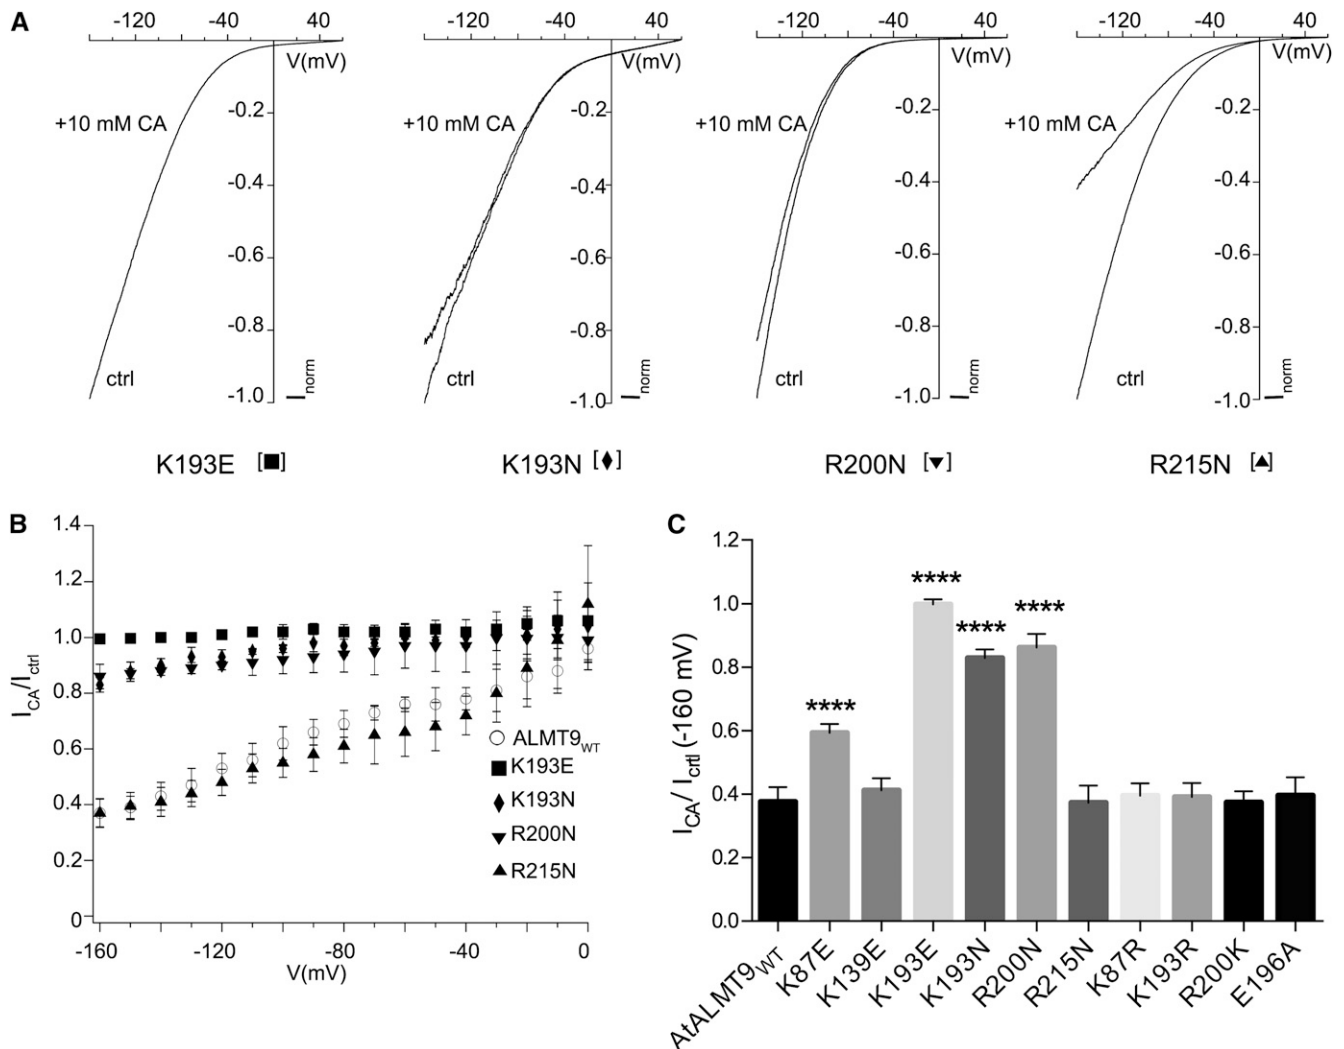 A
-120 -40 40
V(mV)
-0.2
+10 mM CA
-0.4
-0.6
-0.8
ctrl
-1.0
I norm
K193E [■]
-120 -40 40
V(mV)
-0.2
+10 mM CA
-0.4
-0.6
-0.8
ctrl
-1.0
I norm
K193N [♦]
-120 -40 40
V(mV)
-0.2
+10 mM CA
-0.4
-0.6
-0.8
ctrl
-1.0
I norm
R200N [▼]
-120 -40 40
V(mV)
-0.2
+10 mM CA
-0.4
-0.6
-0.8
ctrl
-1.0
I norm
R215N [▲]
B
1.4
1.2
1.0
0.8
0.6
0.4
0.2
0
I CA/I ctrl
ALMT9WT
K193E
K193N
R200N
R215N
-160 -120 -80 -40 0
V(mV)
C
1.2
1.0
0.8
0.6
0.4
0.2
0.0
I CA/ I crtl (-160 mV)
****
****
****
****
AtALMT9WT
K87E
K139E
K193E
K193N
R200N
R215N
K87R
K193R
R200K
E196A